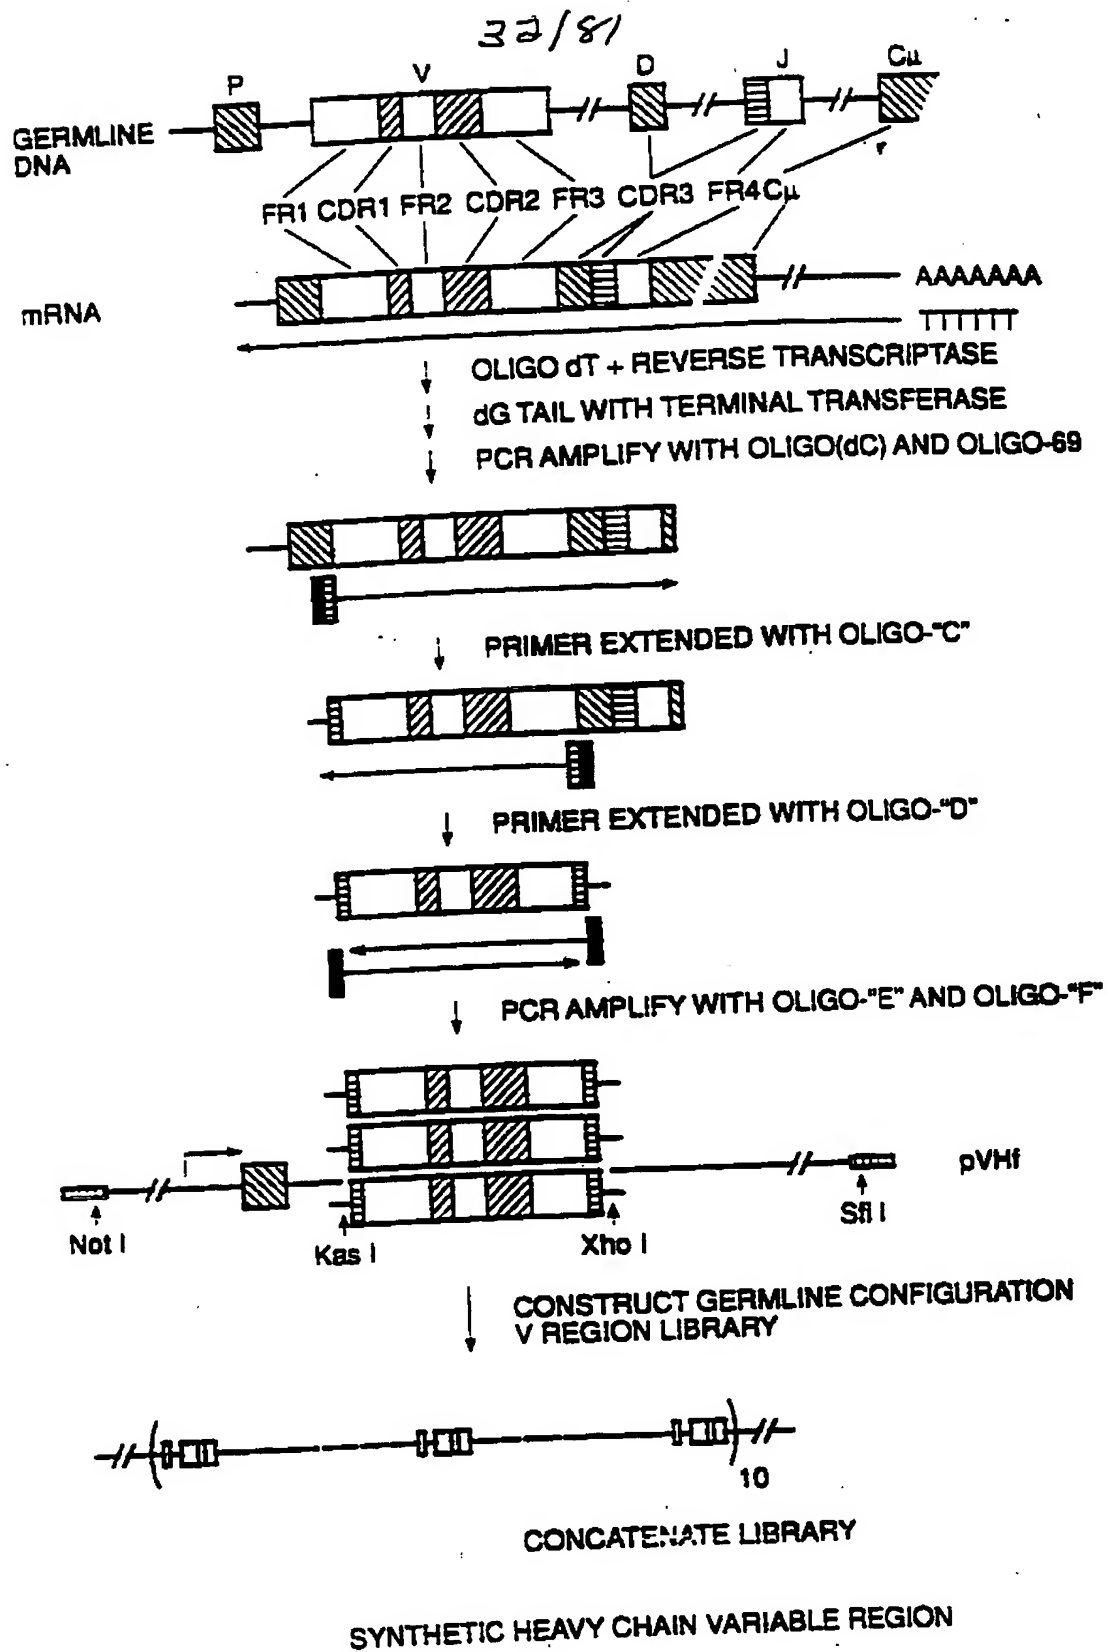 32/81
P V D J Cμ
GERMLINE
DNA
FR1 CDR1 FR2 CDR2 FR3 CDR3 FR4 Cμ
mRNA
AAAAAAA
TTTTTT
OLIGO dT + REVERSE TRANSCRIPTASE
dG TAIL WITH TERMINAL TRANSFERASE
PCR AMPLIFY WITH OLIGO(dC) AND OLIGO-69
PRIMER EXTENDED WITH OLIGO-"C"
PRIMER EXTENDED WITH OLIGO-"D"
PCR AMPLIFY WITH OLIGO-"E" AND OLIGO-"F"
pVHf
Not I Kas I Xho I Sfi I
CONSTRUCT GERMLINE CONFIGURATION
V REGION LIBRARY
10
CONCATENATE LIBRARY
SYNTHETIC HEAVY CHAIN VARIABLE REGION